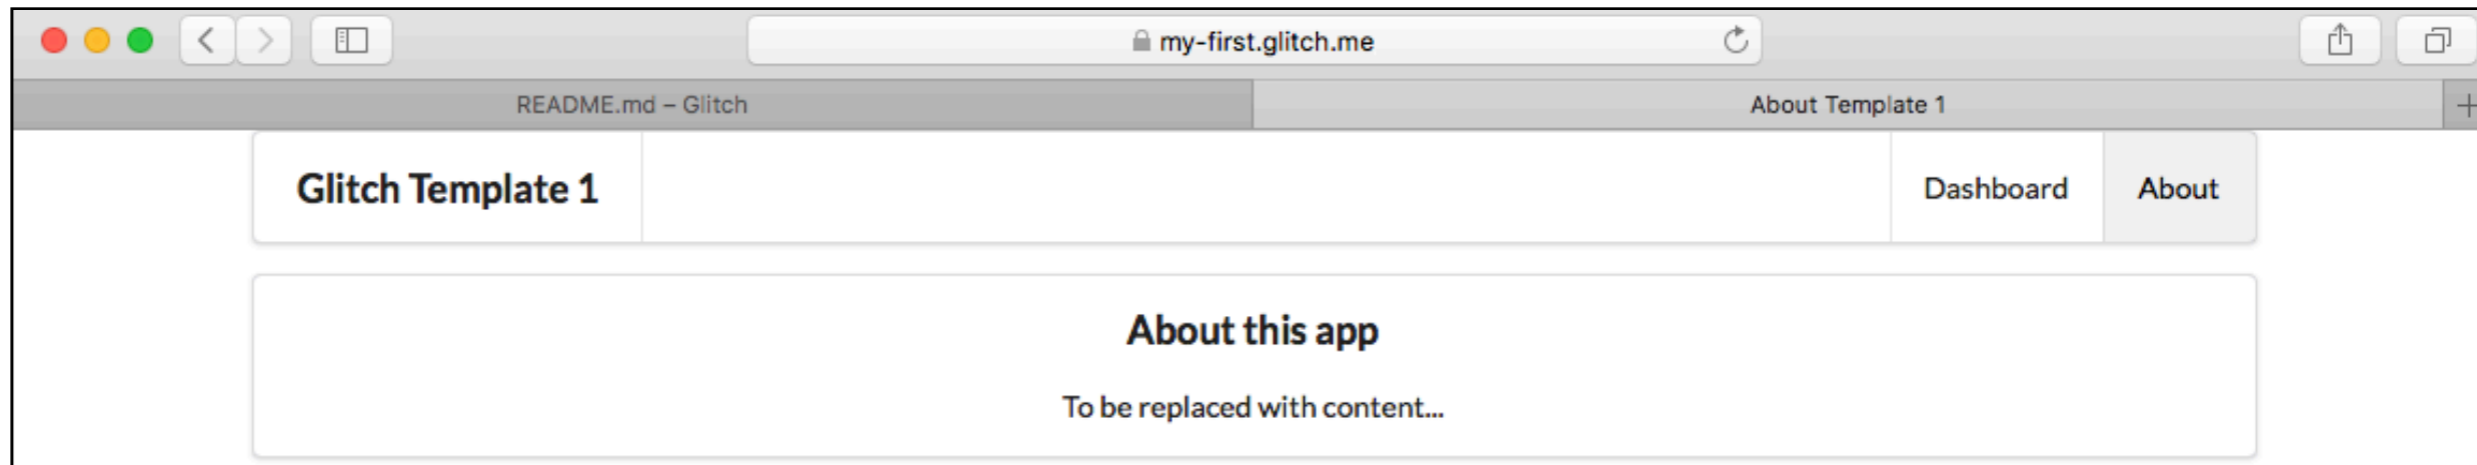 my-first.glitch.me
README.md – Glitch
About Template 1
Glitch Template 1
Dashboard
About
About this app
To be replaced with content...